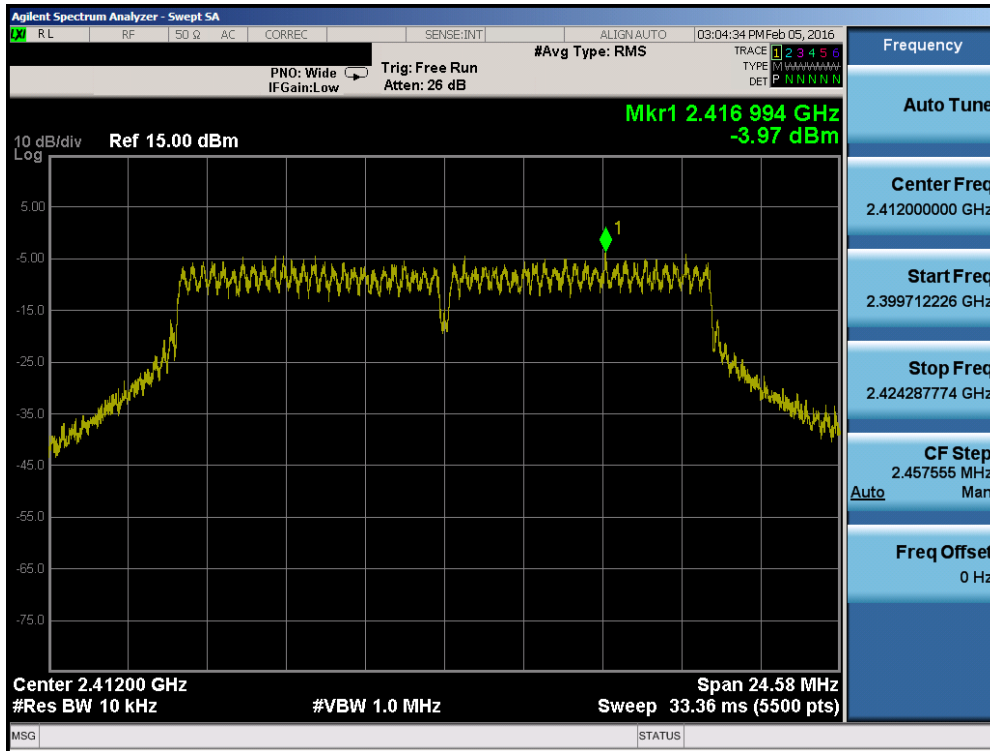 Agilent Spectrum Analyzer - Swept SA
LXI RL RF 50 Ω AC CORREC SENSE:INT ALIGN AUTO 03:04:34 PM Feb 05, 2016
PNO: Wide
IFGain:Low
Trig: Free Run
Atten: 26 dB
#Avg Type: RMS
TRACE 1 2 3 4 5 6
TYPE M
DET P N N N N N
Mkr1 2.416 994 GHz
-3.97 dBm
10 dB/div
Log
Ref 15.00 dBm
1
5.00
-5.00
-15.0
-25.0
-35.0
-45.0
-55.0
-65.0
-75.0
Center 2.41200 GHz
#Res BW 10 kHz
#VBW 1.0 MHz
Span 24.58 MHz
Sweep 33.36 ms (5500 pts)
MSG
STATUS
Frequency
Auto Tune
Center Freq
2.412000000 GHz
Start Freq
2.399712226 GHz
Stop Freq
2.424287774 GHz
CF Step
2.457555 MHz
Auto Man
Freq Offset
0 Hz